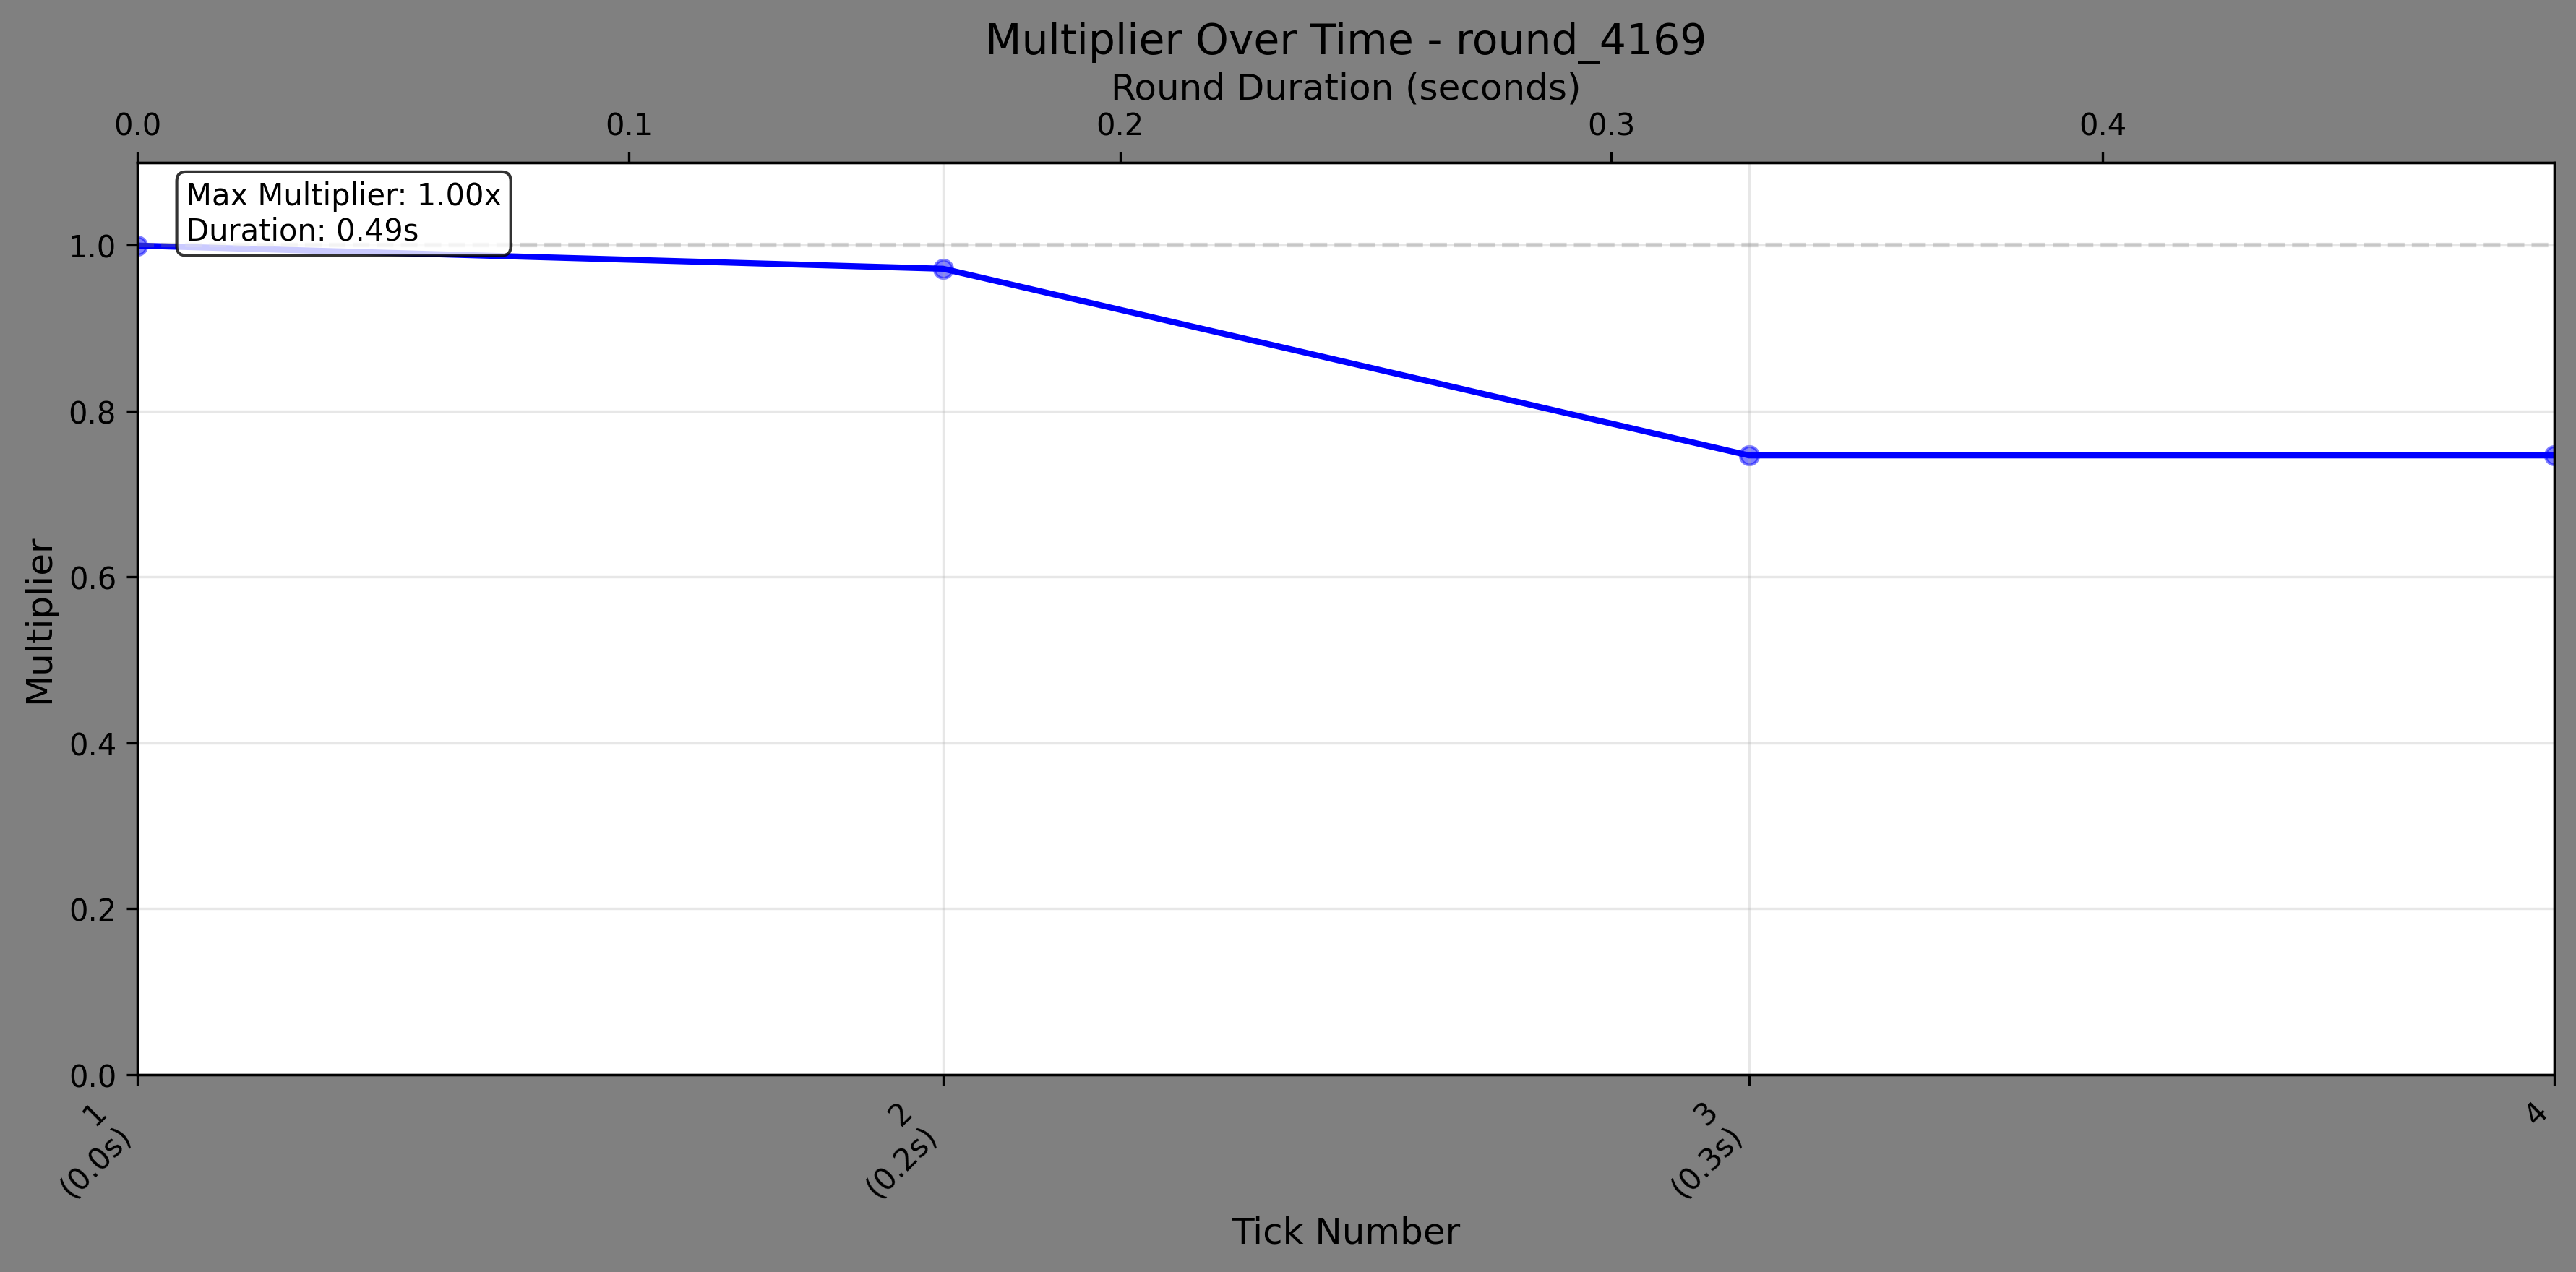 Multiplier Over Time - round_4169
Round Duration (seconds)
0.0 0.1 0.2 0.3 0.4
Max Multiplier: 1.00x
Duration: 0.49s
1.0
0.8
0.6
0.4
0.2
0.0
Multiplier
1
(0.0s)
2
(0.2s)
3
(0.3s)
4
Tick Number